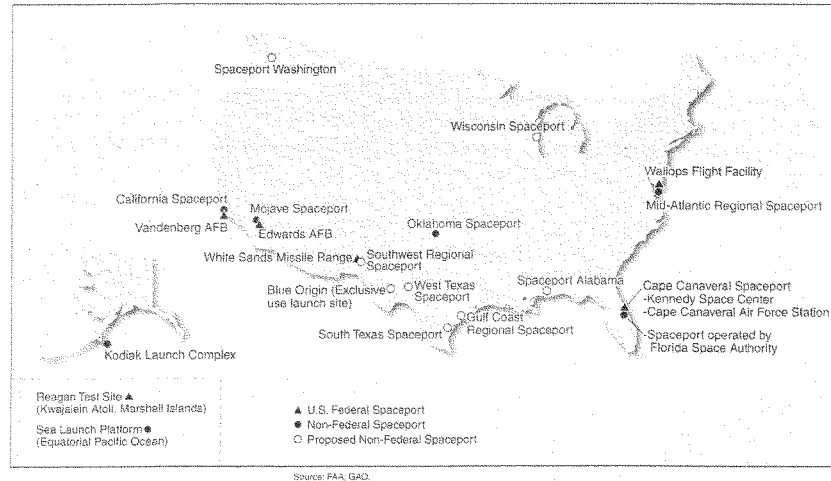 Spaceport Washington
Wisconsin Spaceport
Wallops Flight Facility
Mid-Atlantic Regional Spaceport
California Spaceport
Vandenberg AFB
Mojave Spaceport
Edwards AFB
Oklahoma Spaceport
White Sands Missile Range
Southwest Regional
Spaceport
Blue Origin (Exclusive
use launch site)
West Texas
Spaceport
Spaceport Alabama
Gulf Coast
Regional Spaceport
South Texas Spaceport
Cape Canaveral Spaceport
-Kennedy Space Center
-Cape Canaveral Air Force Station
-Spaceport operated by
Florida Space Authority
Kodiak Launch Complex
Reagan Test Site
(Kwajalein Atoll, Marshall Islands)
Sea Launch Platform
(Equatorial Pacific Ocean)
U.S. Federal Spaceport
Non-Federal Spaceport
Proposed Non-Federal Spaceport
Source: FAA; GAO.